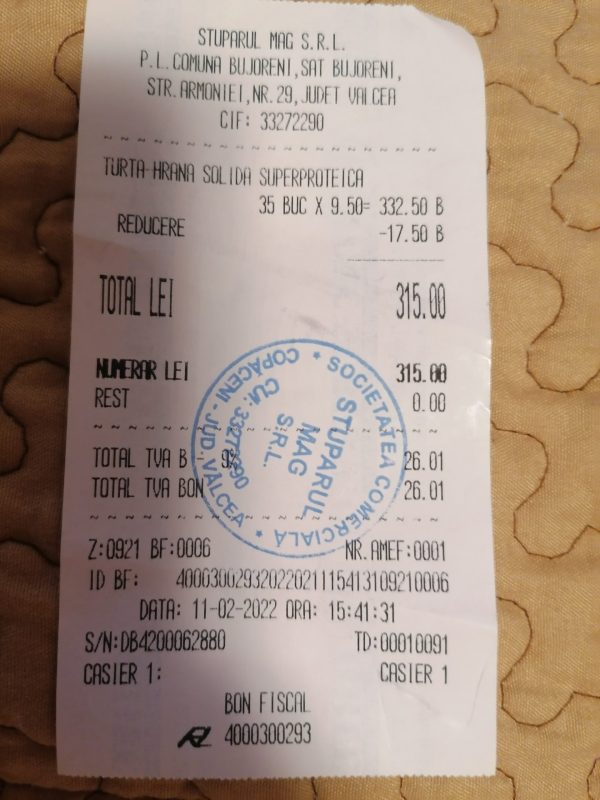 STUPARUL MAG S.R.L.
P.L.COMUNA BUJORENI,SAT BUJORENI,
STR.ARMONIEI,NR.29,JUDET VALCEA
CIF: 33272290
TURTA-HRANA SOLIDA SUPERPROTEICA
35 BUC X 9.50= 332.50 B
REDUCERE -17.50 B
TOTAL LEI 315.00
NUMERAR LEI 315.00
REST 0.00
TOTAL TVA B - 9% 26.01
TOTAL TVA BON 26.01
Z:0921 BF:0006 NR.AMEF:0001
ID BF: 40003002932022021115413109210006
DATA: 11-02-2022 ORA: 15:41:31
S/N:DB4200062880 TD:00010091
CASIER 1: CASIER 1
BON FISCAL
4000300293
SOCIETATEA COMERCIALA
COPACENI - JUD. VALCEA
STUPARUL
MAG
S.R.L.